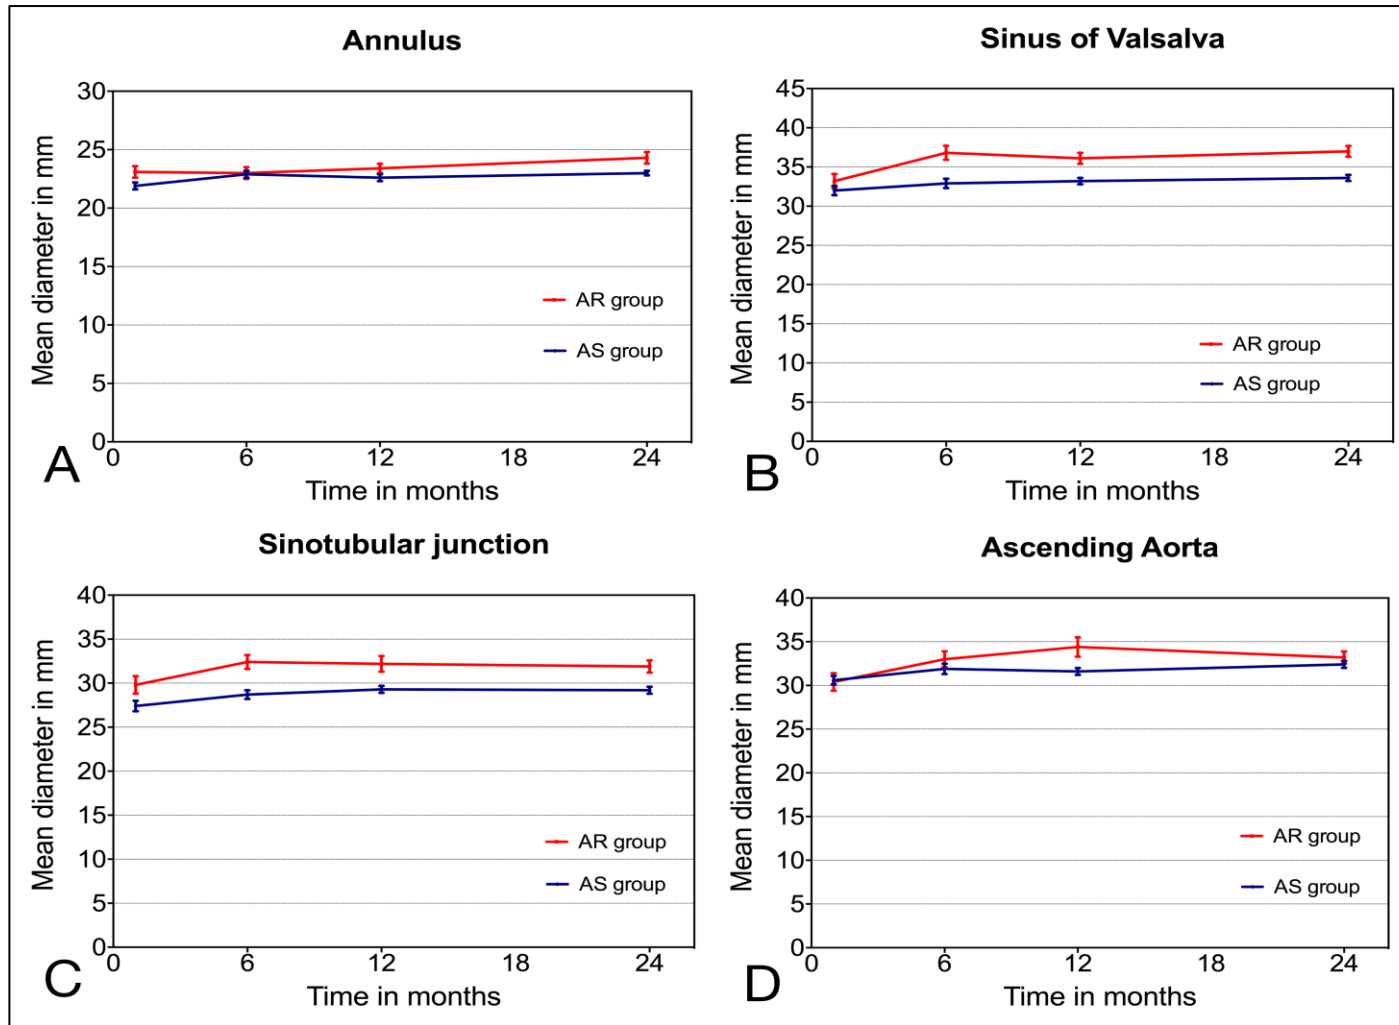 Annulus
Mean diameter in mm
30
25
20
15
10
5
0
0 6 12 18 24
Time in months
AR group
AS group
A
Sinus of Valsalva
Mean diameter in mm
45
40
35
30
25
20
15
10
5
0
0 6 12 18 24
Time in months
AR group
AS group
B
Sinotubular junction
Mean diameter in mm
40
35
30
25
20
15
10
5
0
0 6 12 18 24
Time in months
AR group
AS group
C
Ascending Aorta
Mean diameter in mm
40
35
30
25
20
15
10
5
0
0 6 12 18 24
Time in months
AR group
AS group
D